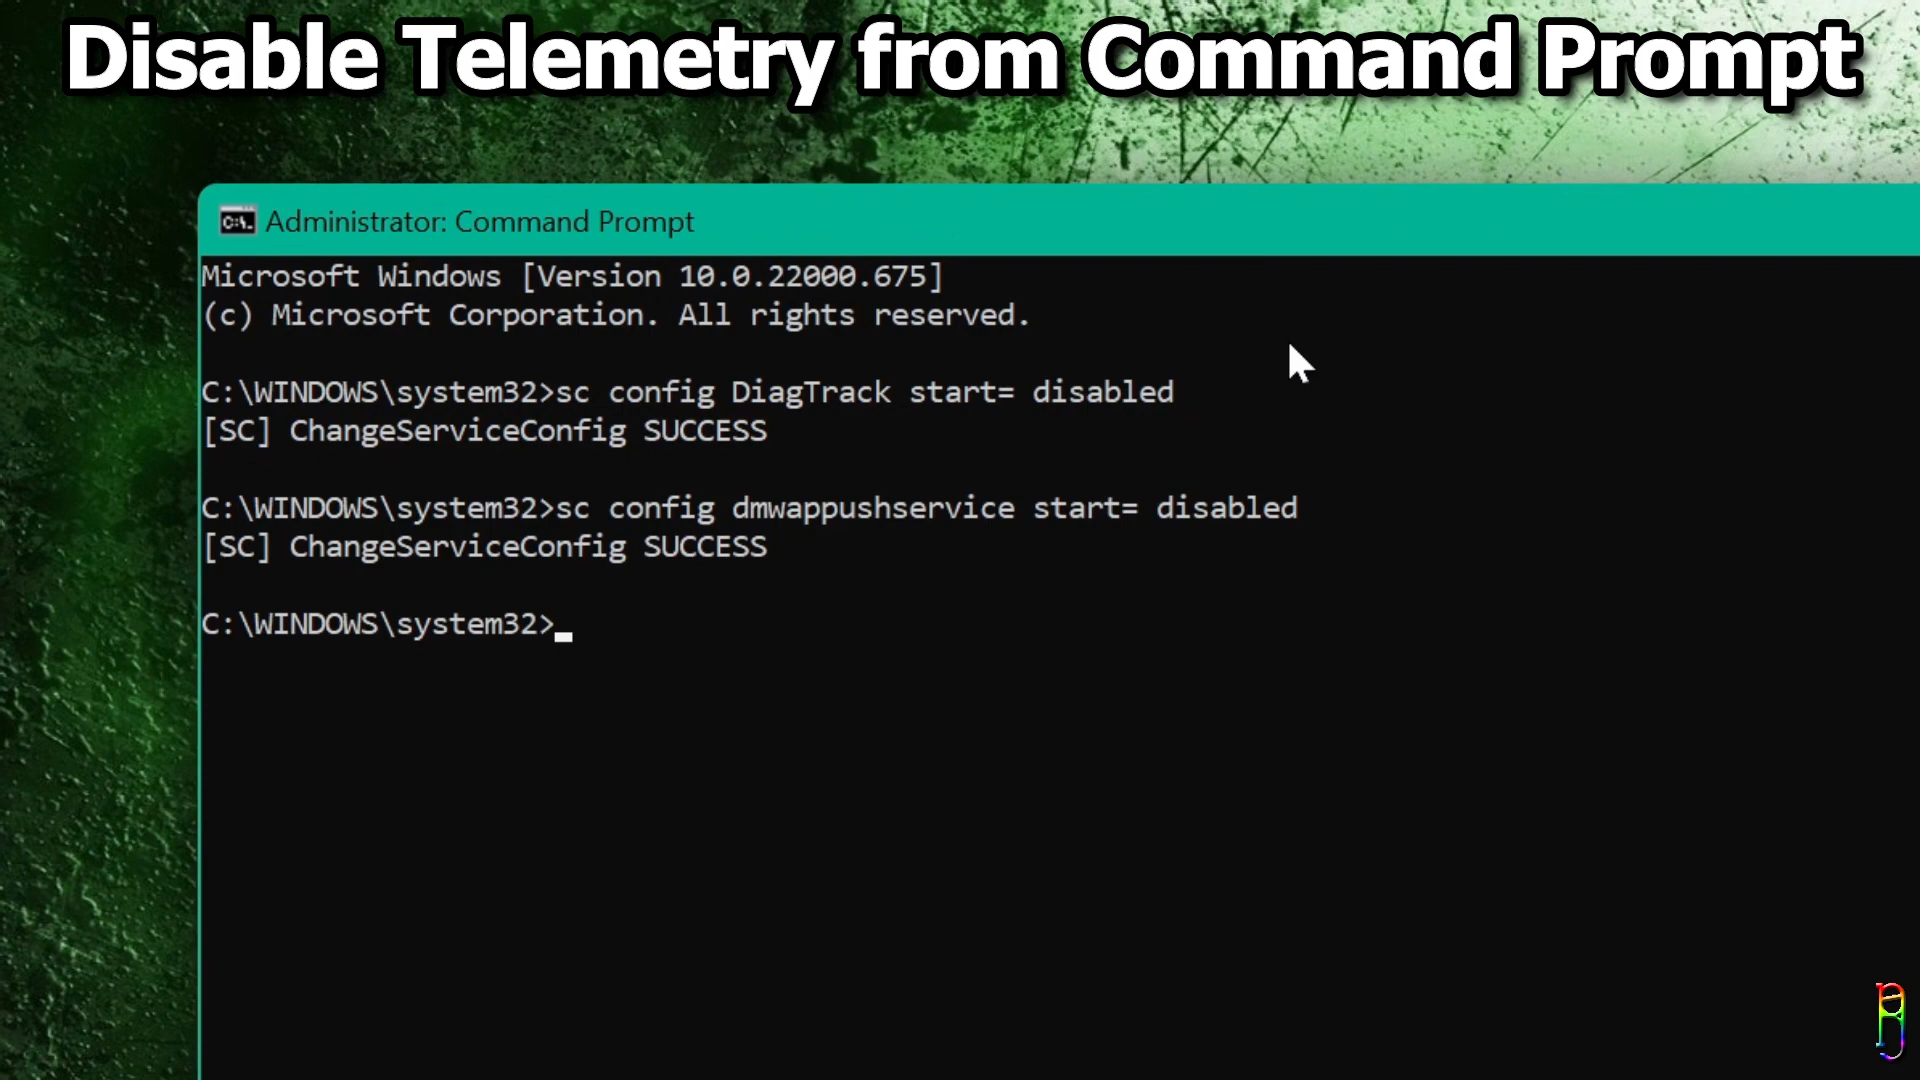 Disable Telemetry from Command Prompt
Administrator: Command Prompt
Microsoft Windows [Version 10.0.22000.675]
(c) Microsoft Corporation. All rights reserved.
C:\WINDOWS\system32>sc config DiagTrack start= disabled
[SC] ChangeServiceConfig SUCCESS
C:\WINDOWS\system32>sc config dmwappushservice start= disabled
[SC] ChangeServiceConfig SUCCESS
C:\WINDOWS\system32>